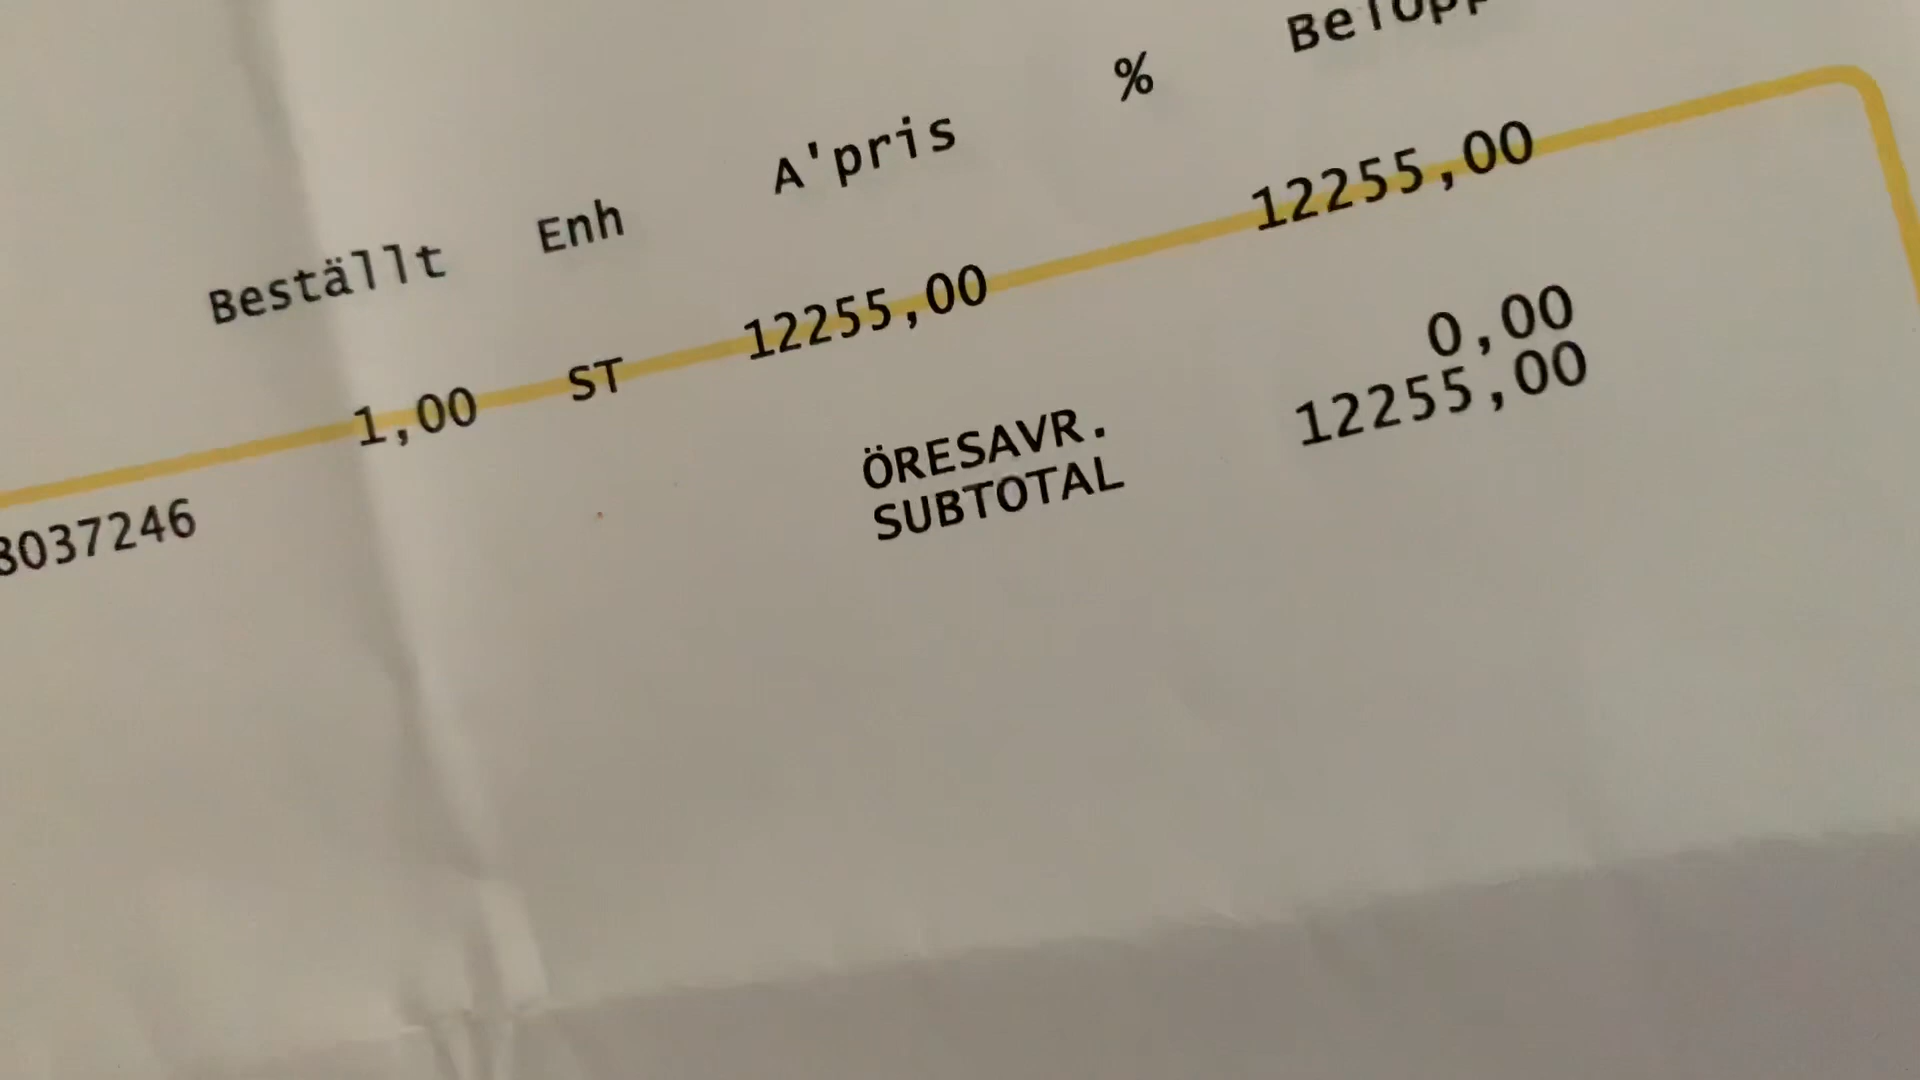 Beställt Enh A'pris % Belopp
1,00 ST 12255,00 12255,00
3037246
ÖRESAVR. 0,00
SUBTOTAL 12255,00